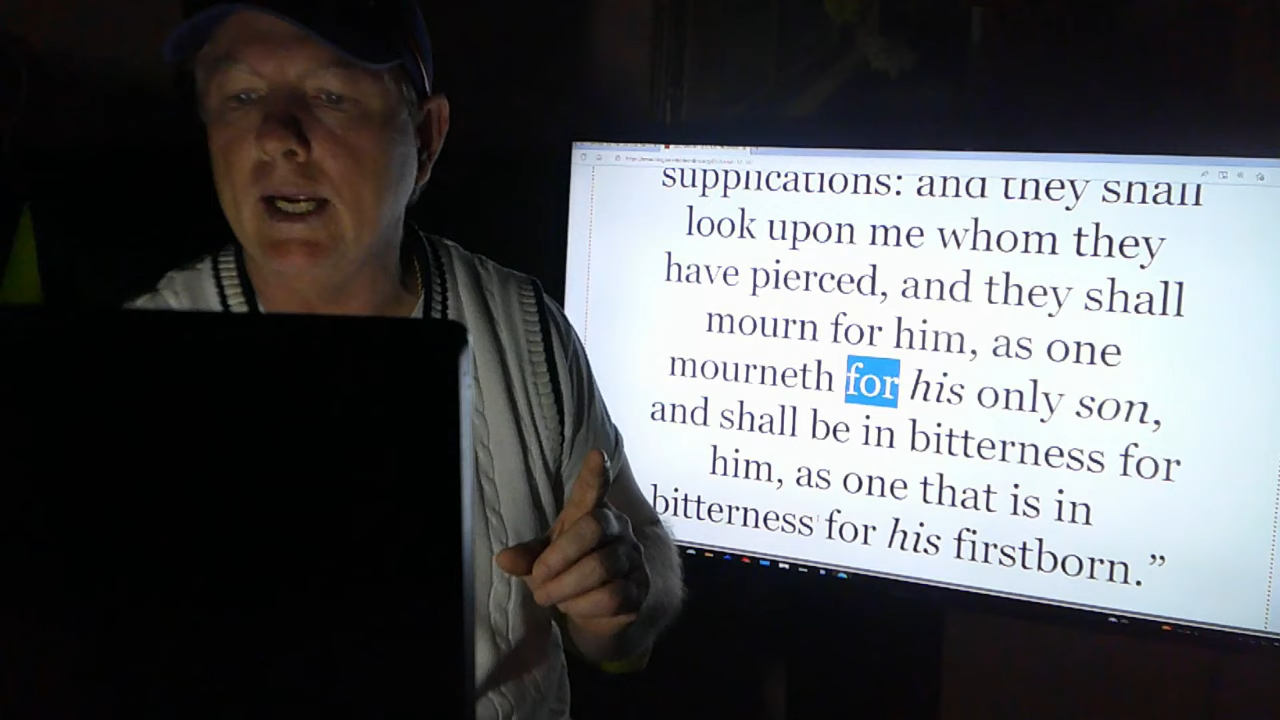 supplications: and they shall
look upon me whom they
have pierced, and they shall
mourn for him, as one
mourneth for his only son,
and shall be in bitterness for
him, as one that is in
bitterness for his firstborn.”